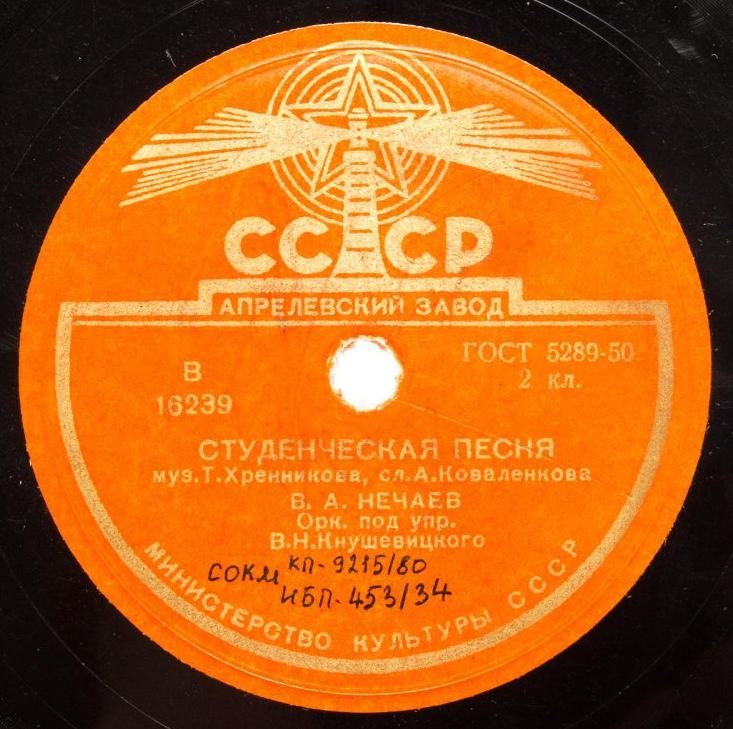 СССР
АПРЕЛЕВСКИЙ ЗАВОД
В
16239
ГОСТ 5289-50
2 кл.
СТУДЕНЧЕСКАЯ ПЕСНЯ
муз.Т.Хренникова, сл.А.Коваленкова
В. А. НЕЧАЕВ
Орк. под упр.
В.Н.Кнушевицкого
СОКМ КП-9215/80
НВП-453/34
МИНИСТЕРСТВО КУЛЬТУРЫ СССР